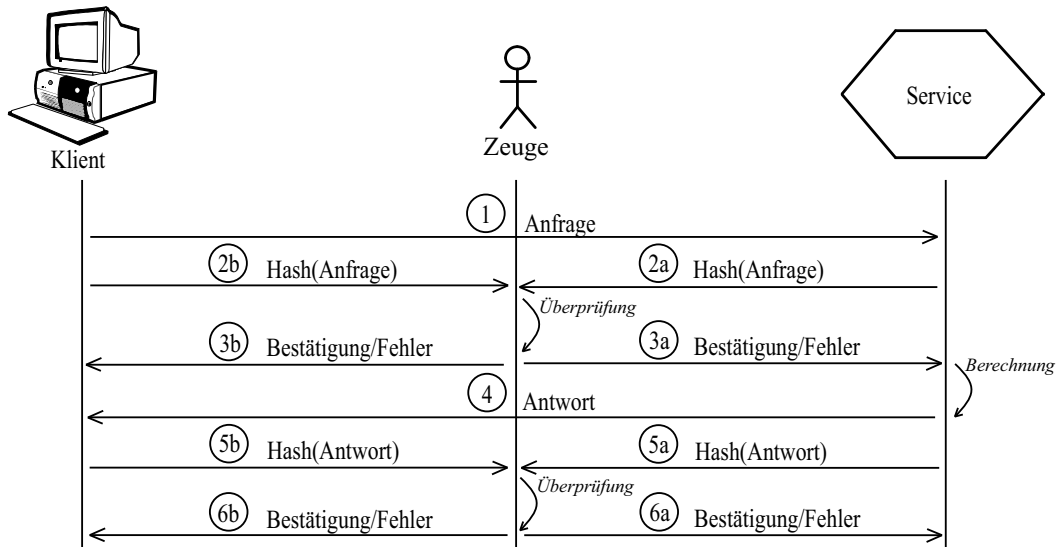 Service
Zeuge
Klient
1
Anfrage
2b
Hash(Anfrage)
2a
Hash(Anfrage)
Überprüfung
3b
Bestätigung/Fehler
3a
Bestätigung/Fehler
Berechnung
4
Antwort
5b
Hash(Antwort)
5a
Hash(Antwort)
Überprüfung
6b
Bestätigung/Fehler
6a
Bestätigung/Fehler